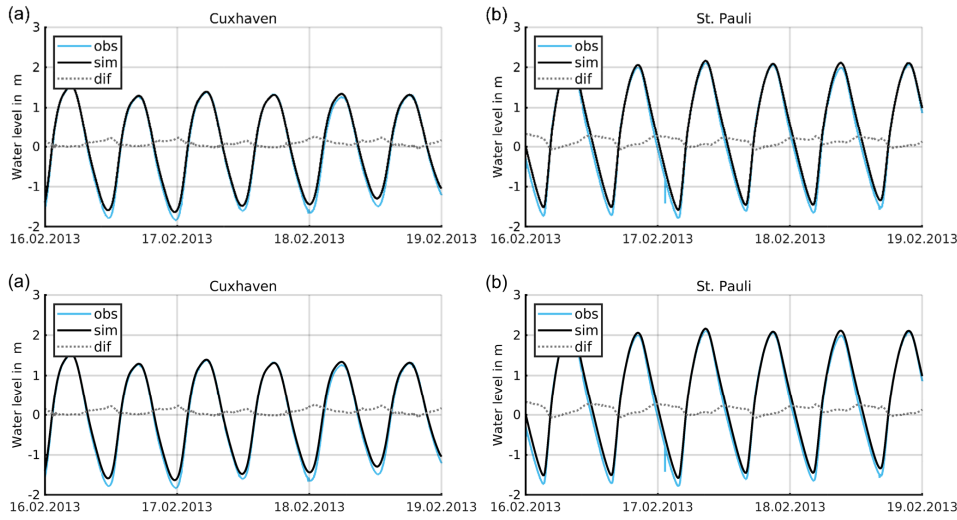 (a) Cuxhaven
(b) St. Pauli
Water level in m
3
2
1
0
-1
-2
obs
sim
dif
16.02.2013 17.02.2013 18.02.2013 19.02.2013
Water level in m
3
2
1
0
-1
-2
obs
sim
dif
16.02.2013 17.02.2013 18.02.2013 19.02.2013
(a) Cuxhaven
(b) St. Pauli
Water level in m
3
2
1
0
-1
-2
obs
sim
dif
16.02.2013 17.02.2013 18.02.2013 19.02.2013
Water level in m
3
2
1
0
-1
-2
obs
sim
dif
16.02.2013 17.02.2013 18.02.2013 19.02.2013